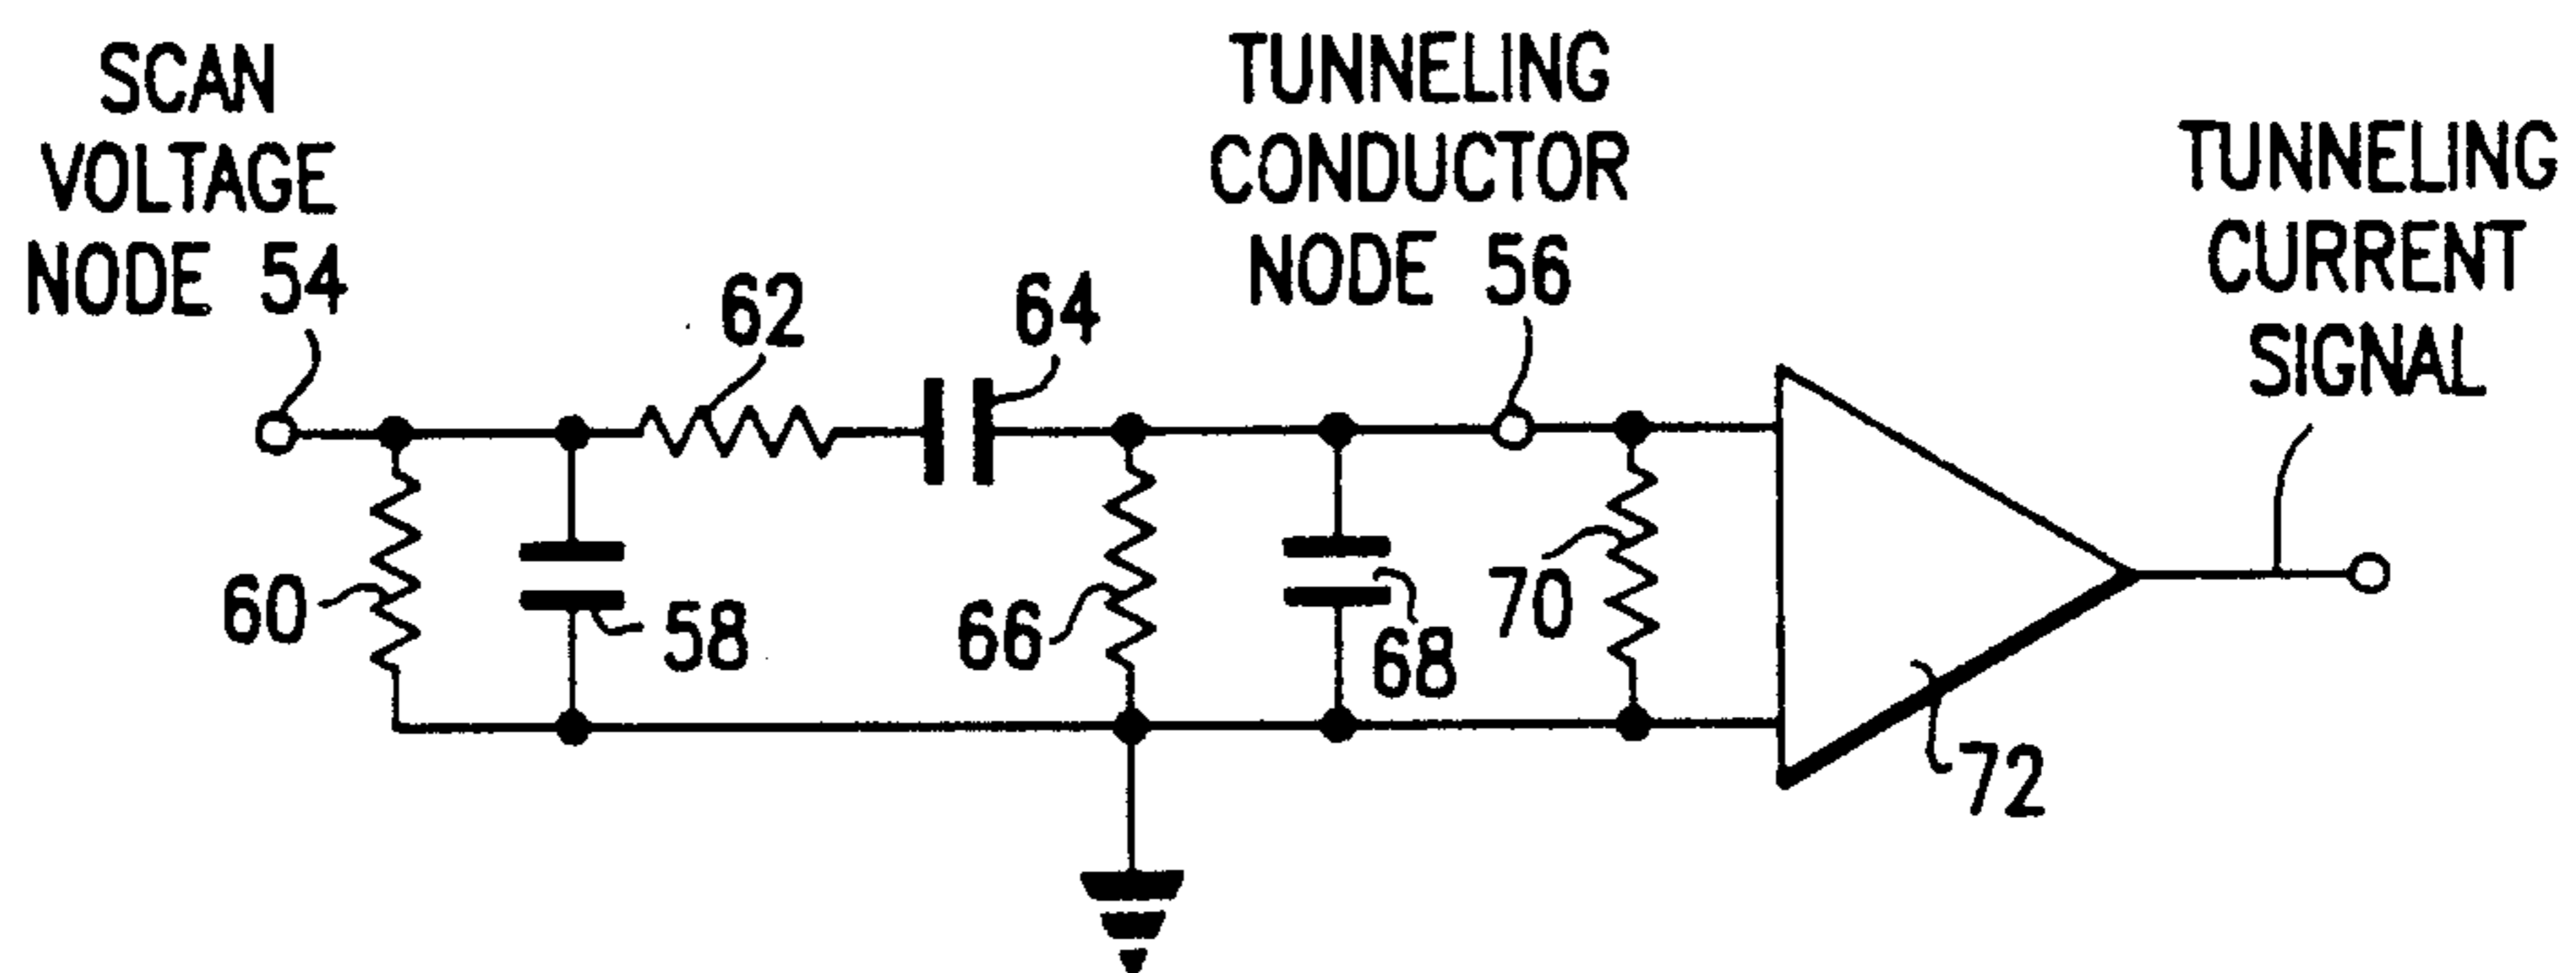 SCAN
VOLTAGE
NODE 54
TUNNELING
CONDUCTOR
NODE 56
TUNNELING
CURRENT
SIGNAL
62
64
60
58
66
68
70
72